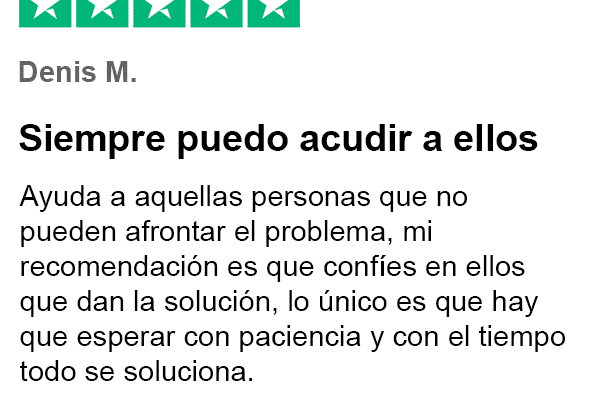 Denis M.
Siempre puedo acudir a ellos
Ayuda a aquellas personas que no
pueden afrontar el problema, mi
recomendación es que confíes en ellos
que dan la solución, lo único es que hay
que esperar con paciencia y con el tiempo
todo se soluciona.